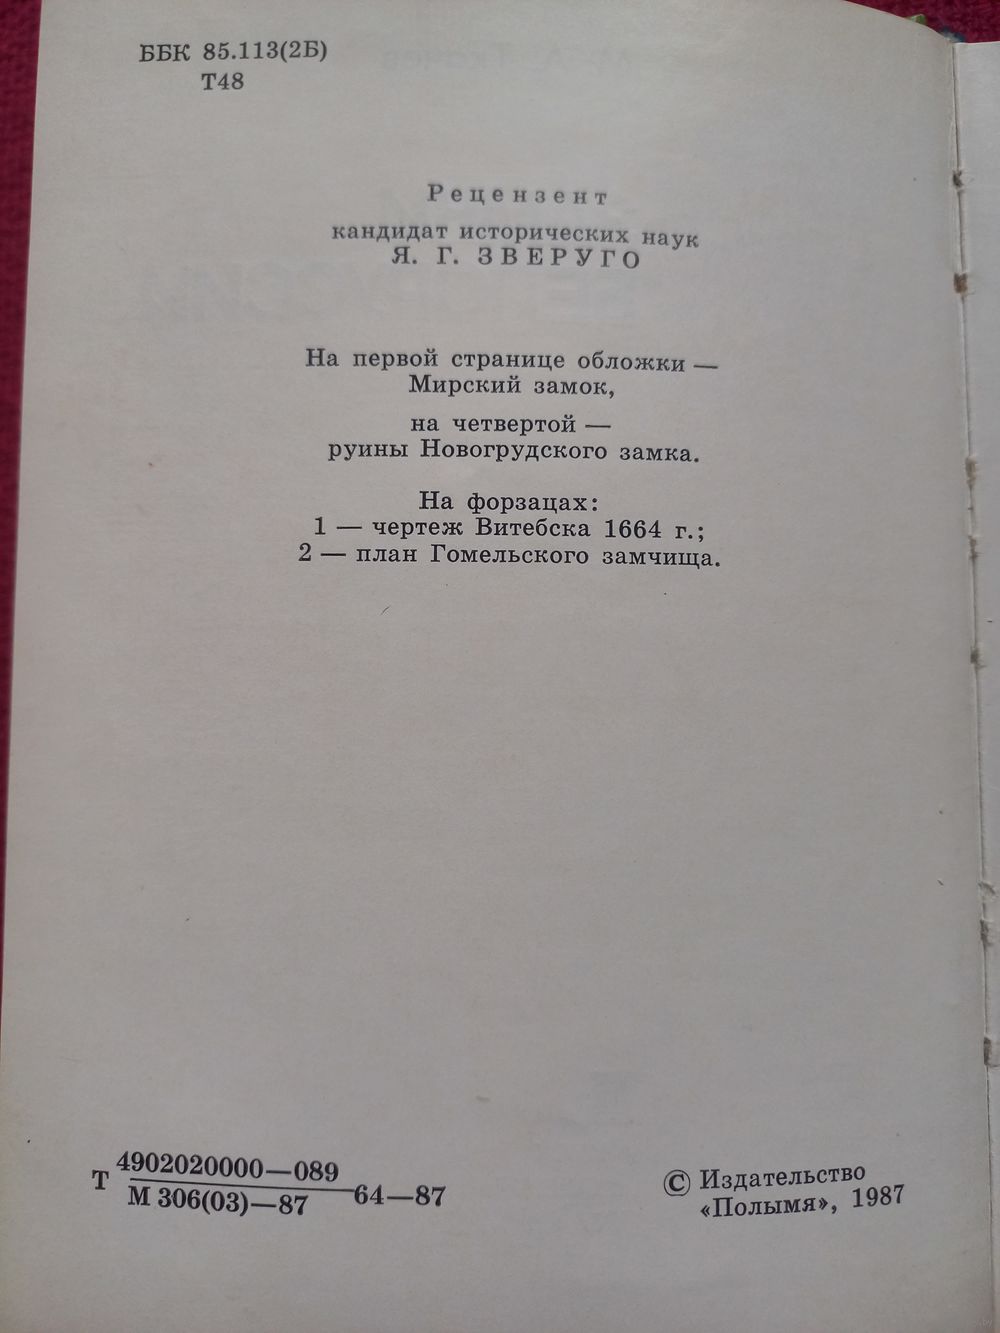 ББК 85.113(2Б)
Т48
Рецензент
кандидат исторических наук
Я. Г. ЗВЕРУГО
На первой странице обложки —
Мирский замок,
на четвертой —
руины Новогрудского замка.
На форзацах:
1 — чертеж Витебска 1664 г.;
2 — план Гомельского замчища.
Т 4902020000—089
М 306(03)—87 64—87
© Издательство
«Полымя», 1987